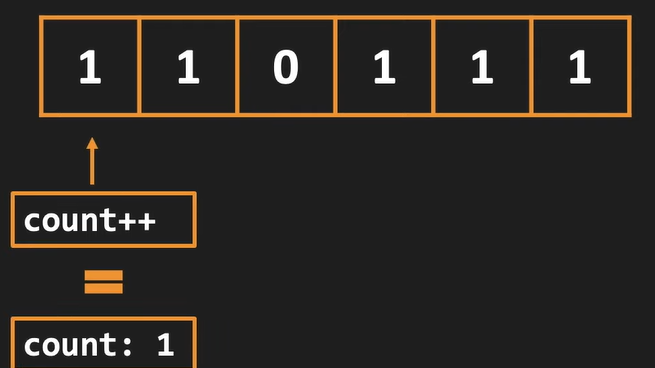 1 1 0 1 1 1
count++
=
count: 1